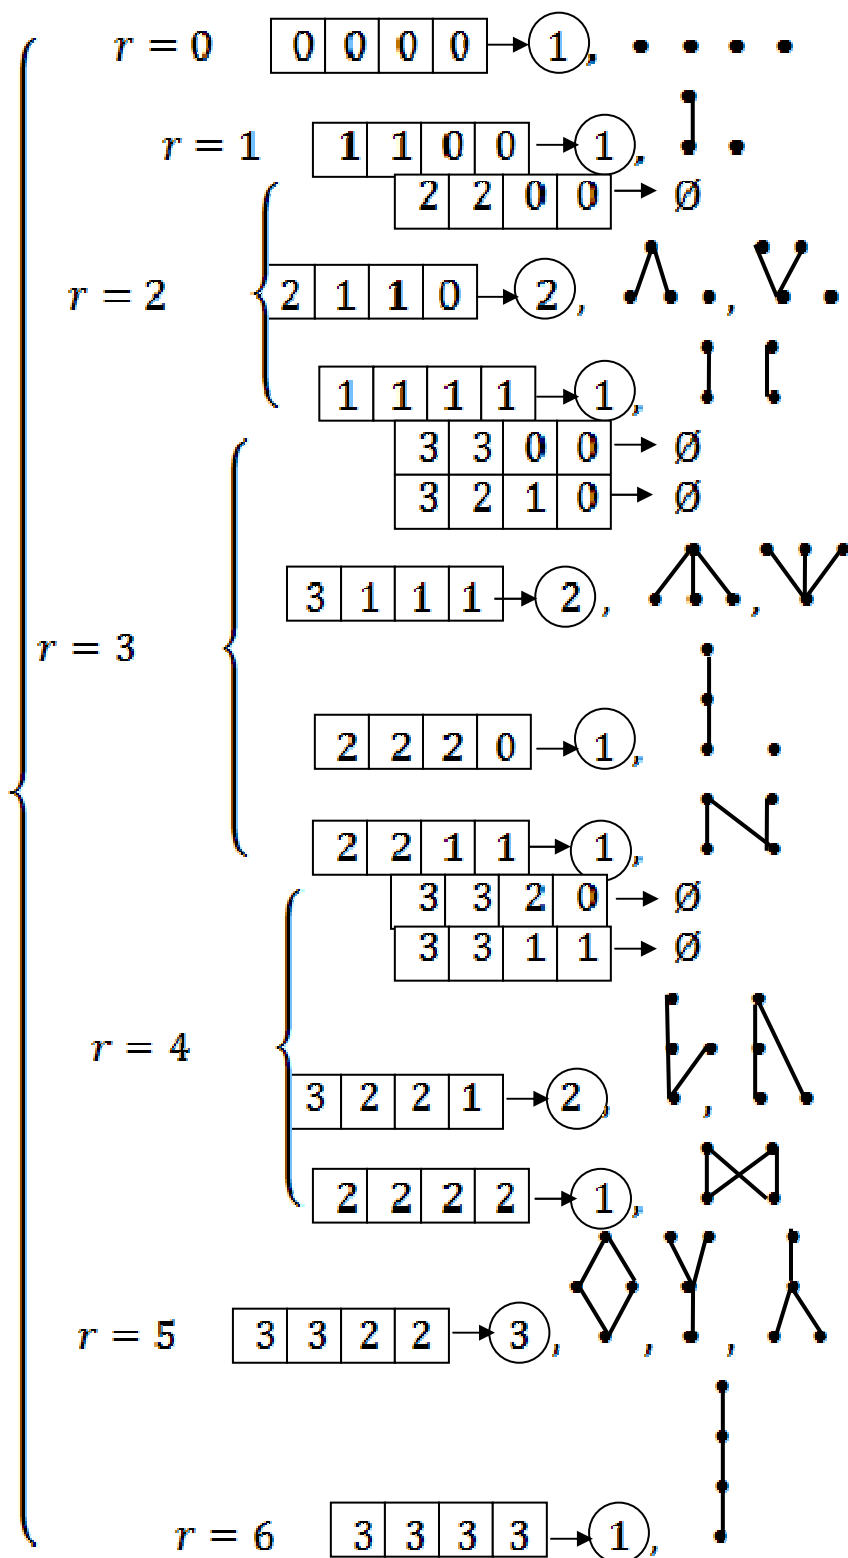 r = 0 0 0 0 0 1 ,
r = 1 1 1 0 0 1 ,
2 2 0 0 ∅
r = 2 2 1 1 0 2 , ,
1 1 1 1 1 ,
3 3 0 0 ∅
3 2 1 0 ∅
3 1 1 1 2 , ,
r = 3
2 2 2 0 1 ,
2 2 1 1 1 ,
3 3 2 0 ∅
3 3 1 1 ∅
r = 4
3 2 2 1 2 , ,
2 2 2 2 1 ,
r = 5 3 3 2 2 3 , , ,
r = 6 3 3 3 3 1 ,